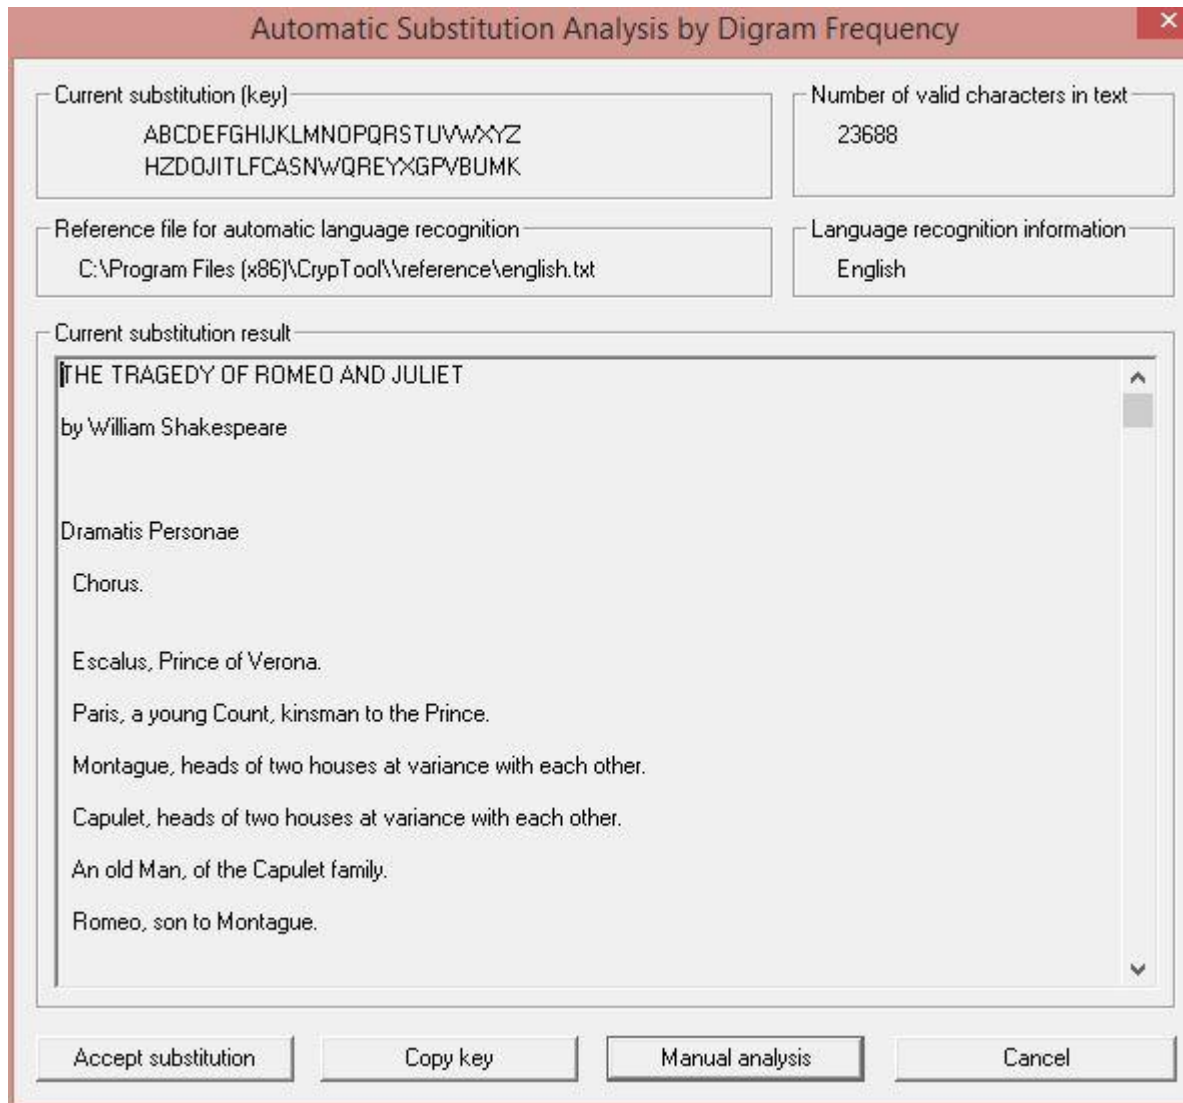 Automatic Substitution Analysis by Digram Frequency
Current substitution (key)
ABCDEFGHIJKLMNOPQRSTUVWXYZ
HZDOJITLFCASNWQREYXGPVBUMK
Number of valid characters in text
23688
Reference file for automatic language recognition
C:\Program Files (x86)\CrypTool\\reference\english.txt
Language recognition information
English
Current substitution result
THE TRAGEDY OF ROMEO AND JULIET
by William Shakespeare
Dramatis Personae
Chorus.
Escalus, Prince of Verona.
Paris, a young Count, kinsman to the Prince.
Montague, heads of two houses at variance with each other.
Capulet, heads of two houses at variance with each other.
An old Man, of the Capulet family.
Romeo, son to Montague.
Accept substitution
Copy key
Manual analysis
Cancel